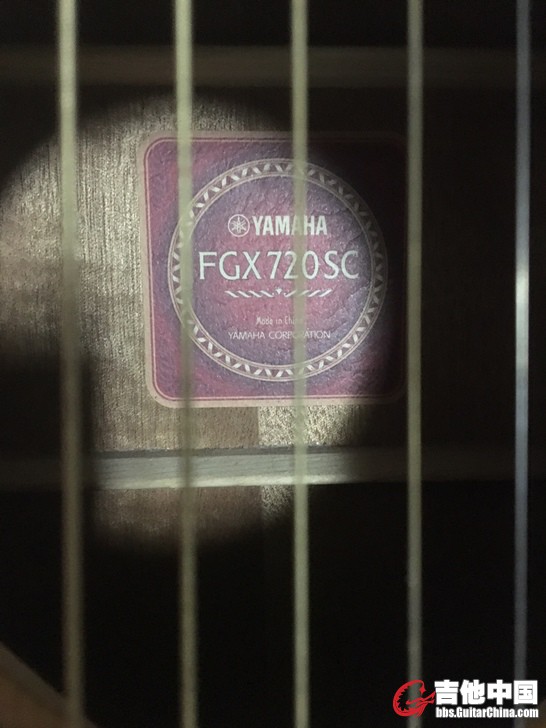 YAMAHA
FGX720SC
Made in China
YAMAHA CORPORATION
吉他中国
bbs.GuitarChina.com